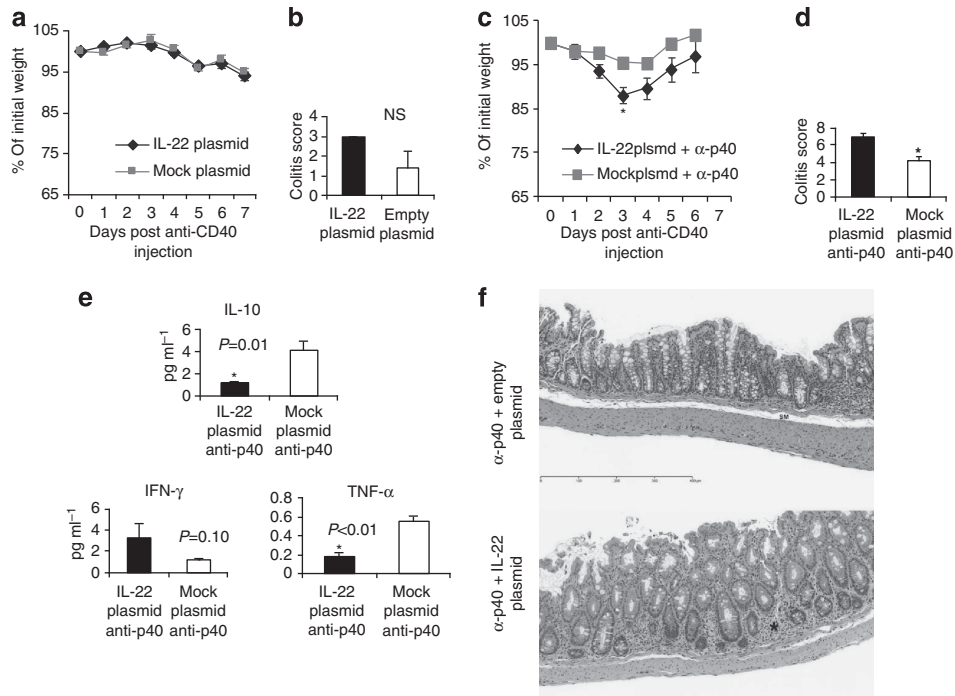 a
% Of initial weight
105
95
85
75
65
IL-22 plasmid
Mock plasmid
0 1 2 3 4 5 6 7
Days post anti-CD40
injection
b
NS
Colitis score
4
3
2
1
0
IL-22
plasmid
Empty
plasmid
c
% Of initial weight
105
95
85
75
65
*
IL-22plsmd + α-p40
Mockplsmd + α-p40
0 1 2 3 4 5 6 7
Days post anti-CD40
injection
d
Colitis score
8
6
4
2
0
*
IL-22
plasmid
anti-p40
Mock
plasmid
anti-p40
e
IL-10
pg ml–1
6
4
2
0
P=0.01
*
IL-22
plasmid
anti-p40
Mock
plasmid
anti-p40
IFN-γ
pg ml–1
6
4
2
0
P=0.10
IL-22
plasmid
anti-p40
Mock
plasmid
anti-p40
TNF-α
0.8
0.6
0.4
0.2
0
P<0.01
*
IL-22
plasmid
anti-p40
Mock
plasmid
anti-p40
f
α-p40 + empty
plasmid
SM
α-p40 + IL-22
plasmid
*